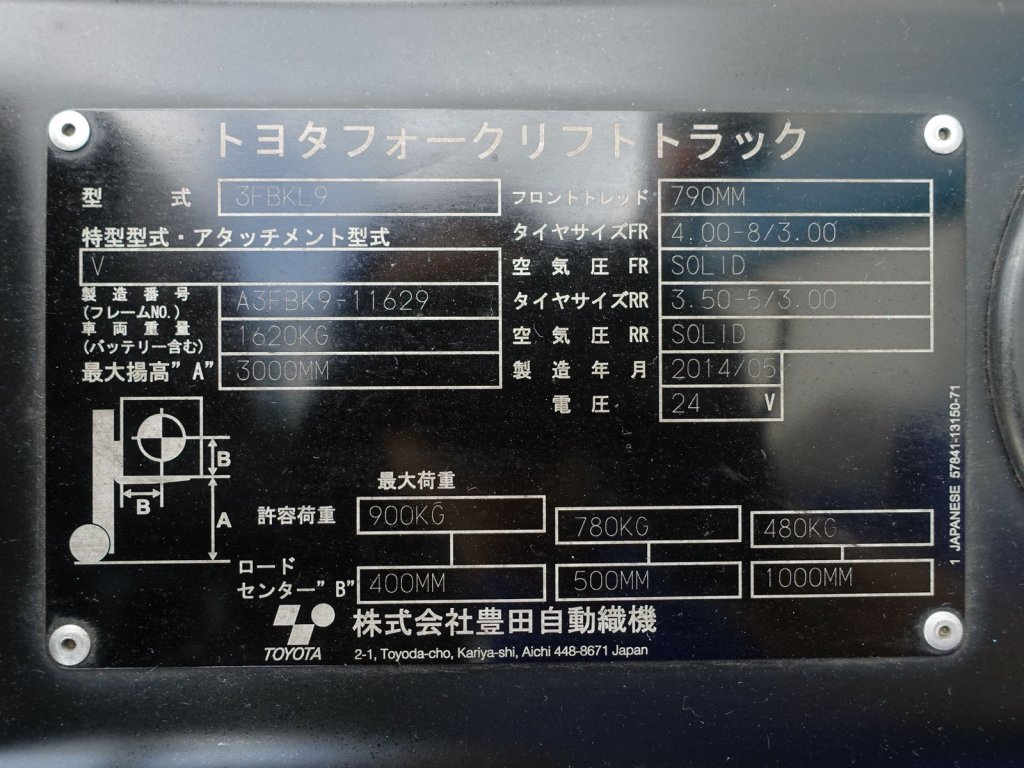 トヨタフォークリフトトラック
型 式 3FBKL9
特型型式・アタッチメント型式
V
製造番号 (フレームNO.) A3FBK9-11629
車両重量 (バッテリー含む) 1620KG
最大揚高"A" 3000MM
フロントトレッド 790MM
タイヤサイズFR 4.00-8/3.00
空気圧 FR SOLID
タイヤサイズRR 3.50-5/3.00
空気圧 RR SOLID
製造年月 2014/05
電圧 24 V
B
B
A
最大荷重
許容荷重 900KG 780KG 480KG
ロードセンター"B" 400MM 500MM 1000MM
TOYOTA
株式会社豊田自動織機
2-1, Toyoda-cho, Kariya-shi, Aichi 448-8671 Japan
1 JAPANESE 57841-13150-71